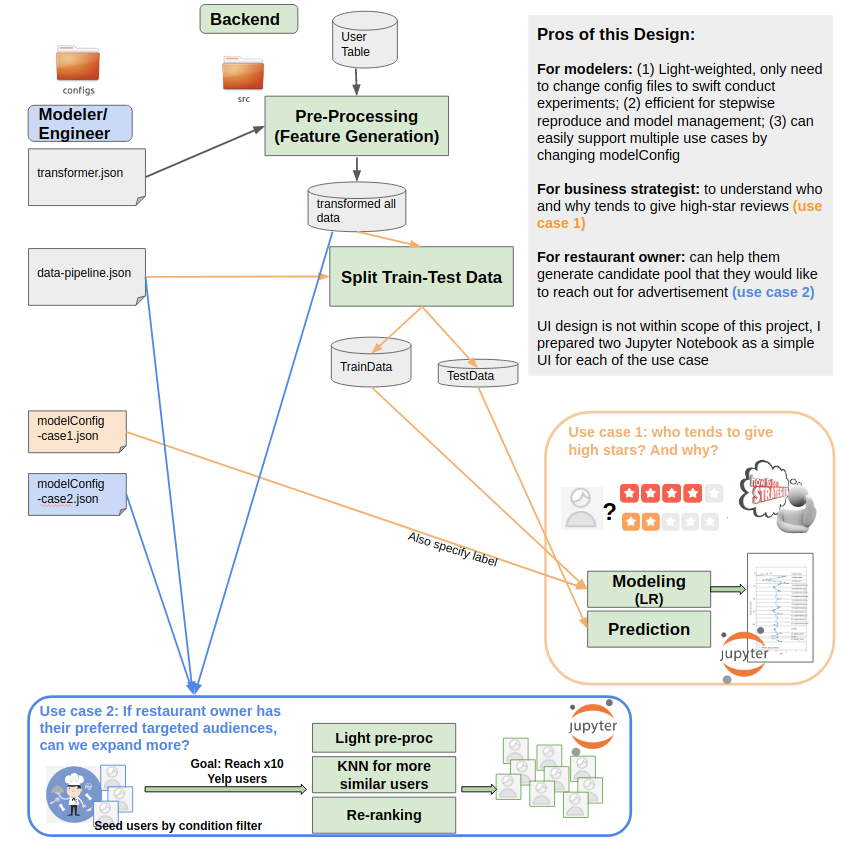 Backend
User
Table
configs
src
Modeler/
Engineer
Pre-Processing
(Feature Generation)
transformer.json
transformed all
data
data-pipeline.json
Split Train-Test Data
TrainData
TestData
modelConfig
-case1.json
modelConfig
-case2.json
Also specify label
Pros of this Design:
For modelers: (1) Light-weighted, only need
to change config files to swift conduct
experiments; (2) efficient for stepwise
reproduce and model management; (3) can
easily support multiple use cases by
changing modelConfig
For business strategist: to understand who
and why tends to give high-star reviews (use
case 1)
For restaurant owner: can help them
generate candidate pool that they would like
to reach out for advertisement (use case 2)
UI design is not within scope of this project, I
prepared two Jupyter Notebook as a simple
UI for each of the use case
Use case 1: who tends to give
high stars? And why?
?
Modeling
(LR)
Prediction
jupyter
Use case 2: If restaurant owner has
their preferred targeted audiences,
can we expand more?
Goal: Reach x10
Yelp users
Seed users by condition filter
Light pre-proc
KNN for more
similar users
Re-ranking
jupyter